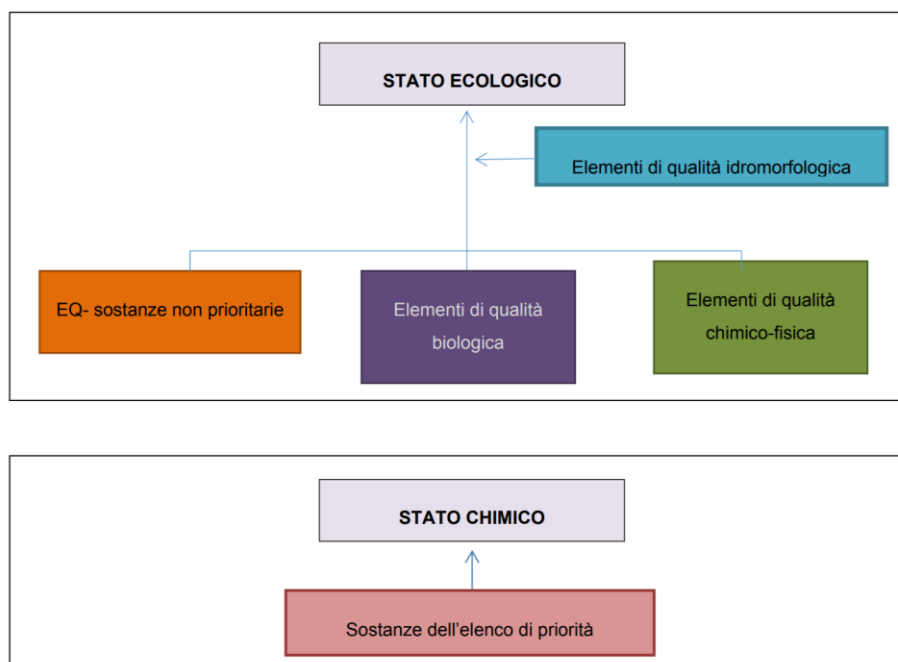 STATO ECOLOGICO
Elementi di qualità idromorfologica
EQ- sostanze non prioritarie
Elementi di qualità
biologica
Elementi di qualità
chimico-fisica
STATO CHIMICO
Sostanze dell'elenco di priorità